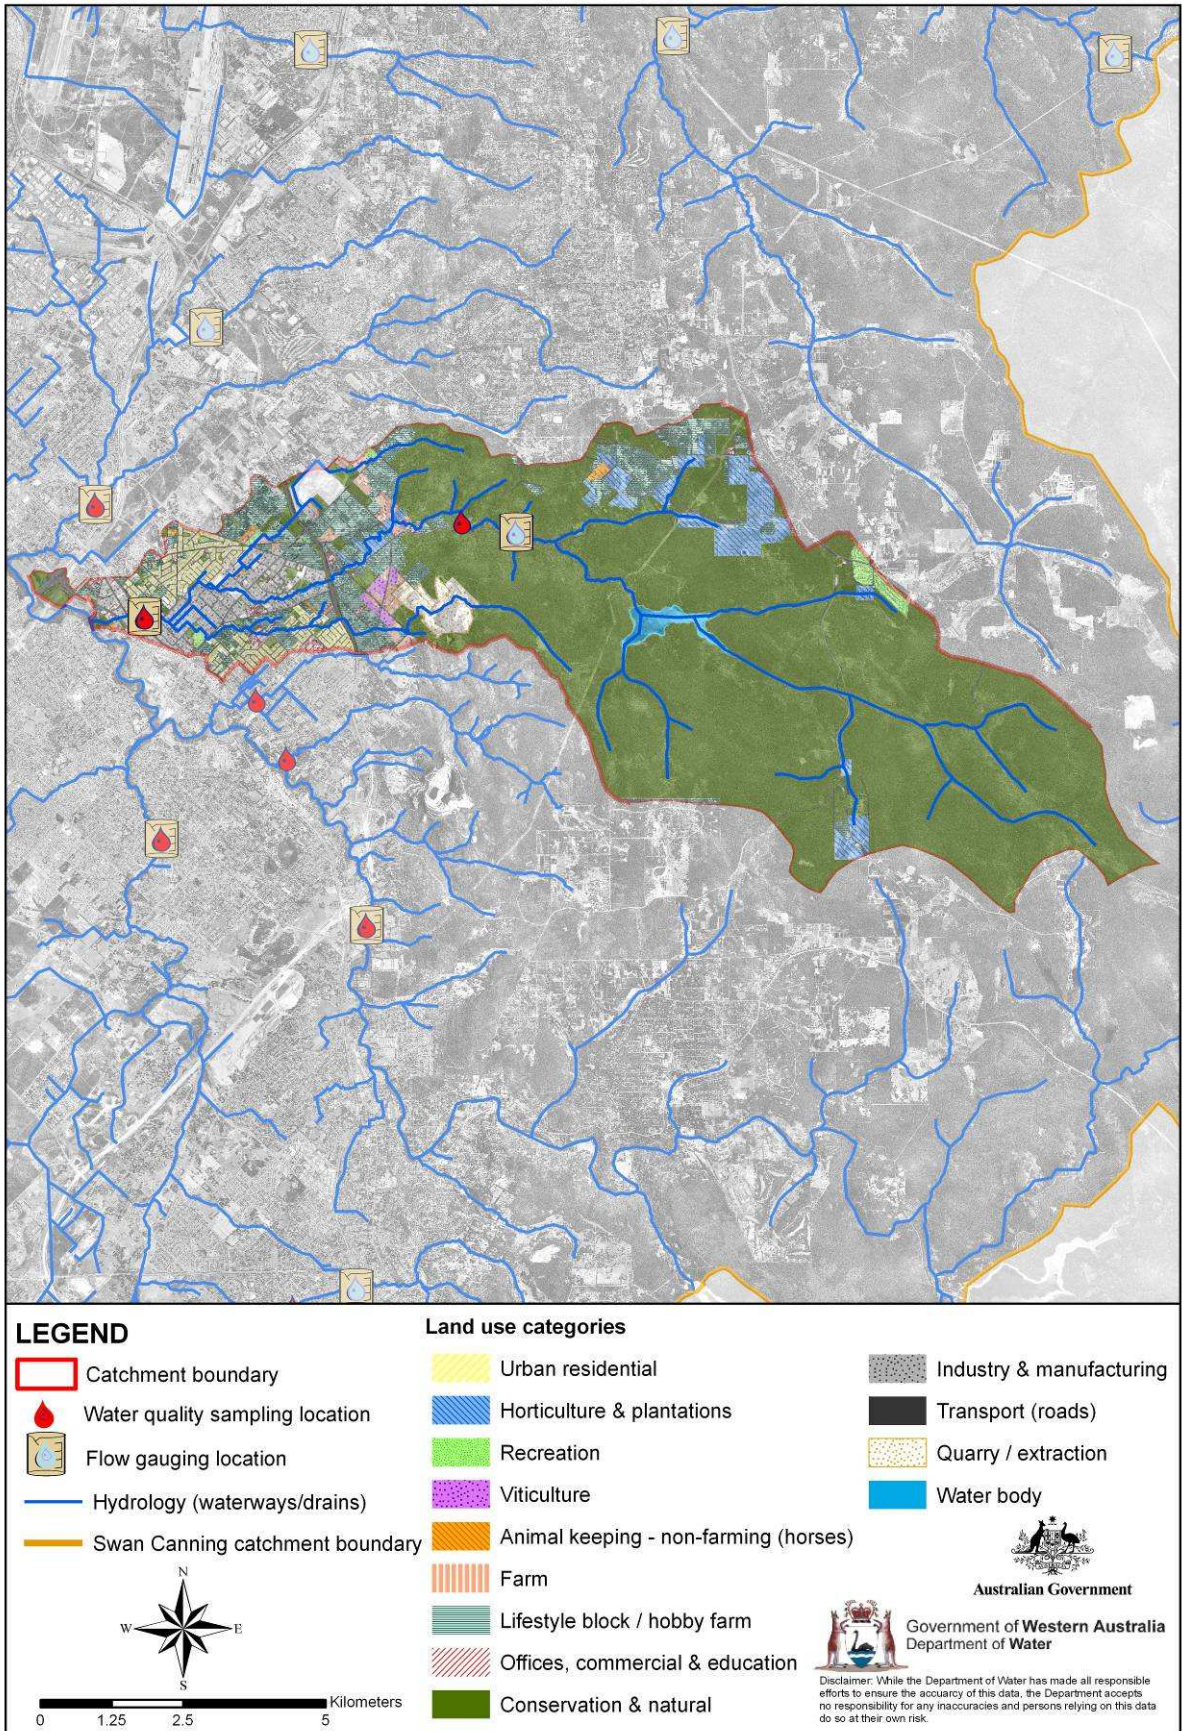 LEGEND
Catchment boundary
Water quality sampling location
Flow gauging location
Hydrology (waterways/drains)
Swan Canning catchment boundary
N
W
E
S
Kilometers
0
1.25
2.5
5
Land use categories
Urban residential
Horticulture & plantations
Recreation
Viticulture
Animal keeping - non-farming (horses)
Farm
Lifestyle block / hobby farm
Offices, commercial & education
Conservation & natural
Industry & manufacturing
Transport (roads)
Quarry / extraction
Water body
Australian Government
Government of Western Australia
Department of Water
Disclaimer: While the Department of Water has made all responsible
efforts to ensure the accuarcy of this data, the Department accepts
no responsibility for any inaccuracies and persons relying on this data
do so at their own risk.